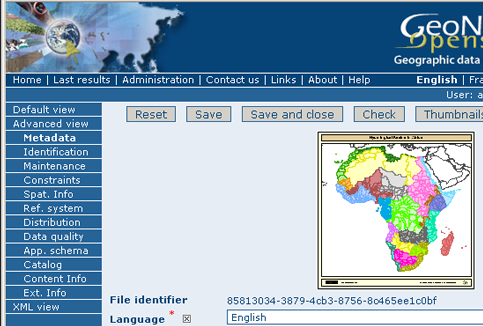 GeoN
Opens
Geographic data
Home | Last results | Administration | Contact us | Links | About | Help
English | Fra
User: a
Default view
Advanced view
Metadata
Identification
Maintenance
Constraints
Spat. Info
Ref. system
Distribution
Data quality
App. schema
Catalog
Content Info
Ext. Info
XML view
Reset Save Save and close Check Thumbnails
File identifier 85813034-3879-4cb3-8756-8c465ee1c0bf
Language * English